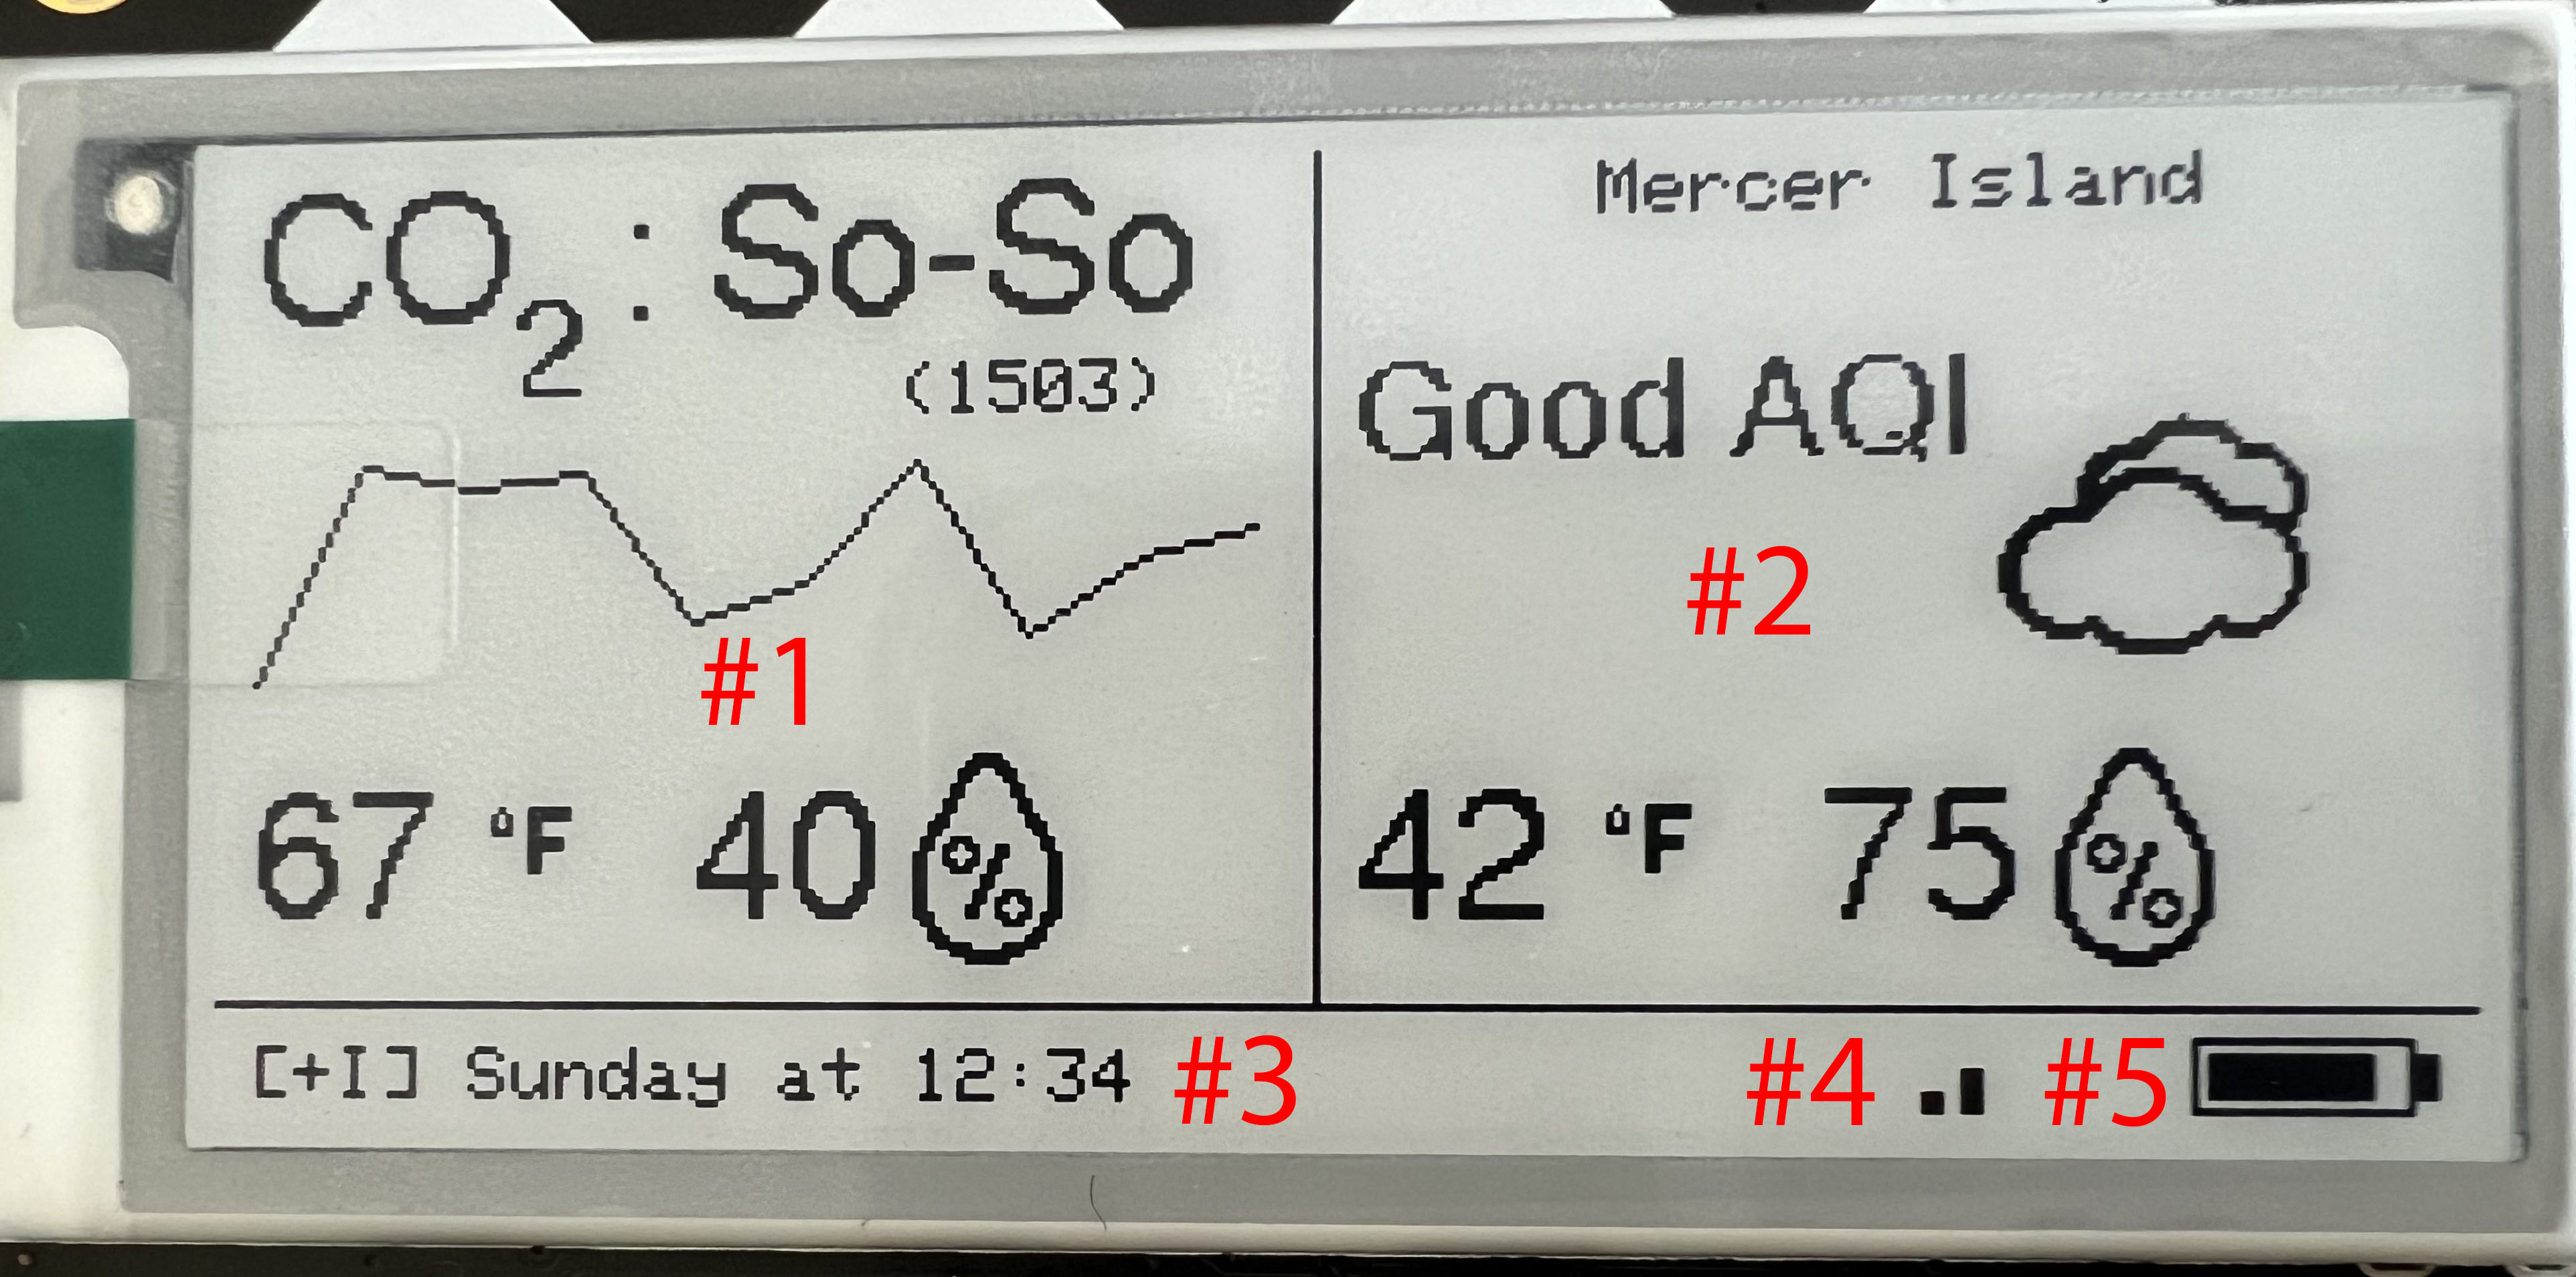 CO₂: So-So
(1503)
#1
67 °F 40 %
Mercer Island
Good AQI
#2
42 °F 75 %
[+I] Sunday at 12:34 #3
#4 #5